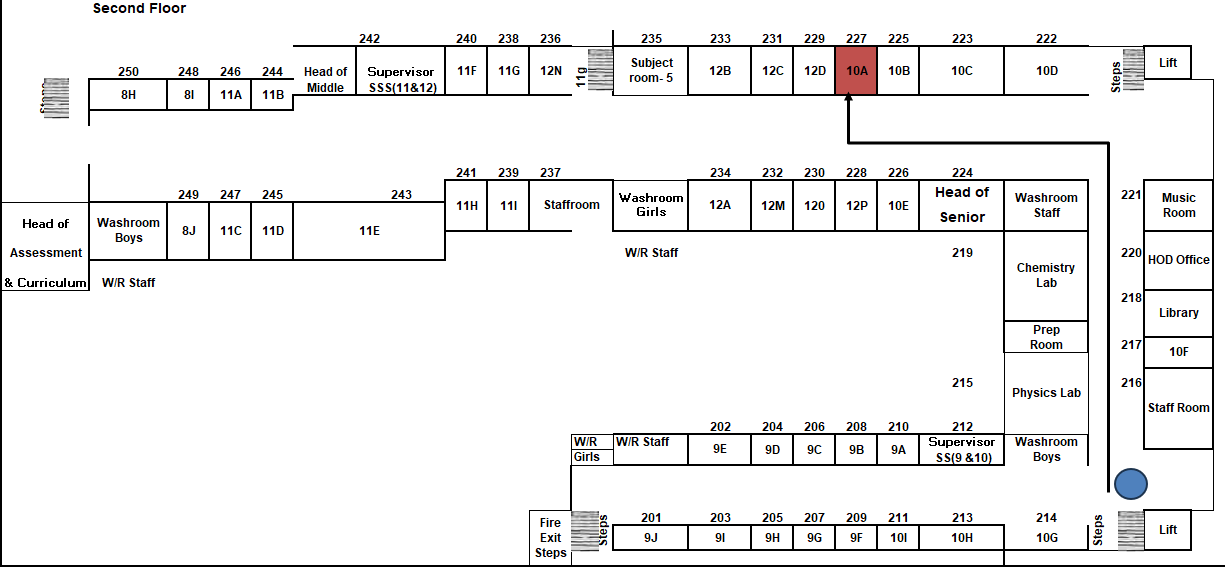 Second Floor
242 240 238 236 235 233 231 229 227 225 223 222
250 248 246 244
Head of
Middle
Supervisor
SSS(11&12)
11F 11G 12N
11g
Subject
room- 5
12B 12C 12D 10A 10B 10C 10D
Steps
Lift
8H 8I 11A 11B
241 239 237 234 232 230 228 226 224
249 247 245 243
221
Head of
Assessment
& Curriculum
Washroom
Boys
8J 11C 11D 11E
11H 11I Staffroom
Washroom
Girls
12A 12M 120 12P 10E
Head of
Senior
Washroom
Staff
Music
Room
W/R Staff
W/R Staff
219
220
HOD Office
Chemistry
Lab
218
Library
Prep
Room
217
10F
215
Physics Lab
216
Staff Room
202 204 206 208 210 212
W/R
Girls
W/R Staff
9E 9D 9C 9B 9A
Supervisor
SS(9 &10)
Washroom
Boys
Fire
Exit
Steps
Steps
201 203 205 207 209 211 213 214
9J 9I 9H 9G 9F 10I 10H 10G
Steps
Lift